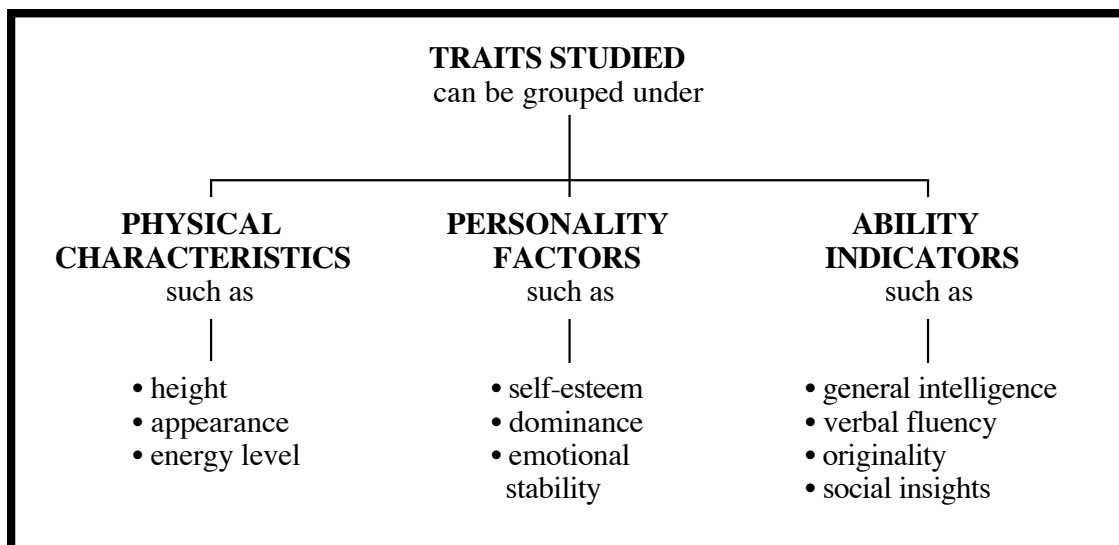 TRAITS STUDIED
can be grouped under
PHYSICAL
CHARACTERISTICS
such as
• height
• appearance
• energy level
PERSONALITY
FACTORS
such as
• self-esteem
• dominance
• emotional
stability
ABILITY
INDICATORS
such as
• general intelligence
• verbal fluency
• originality
• social insights